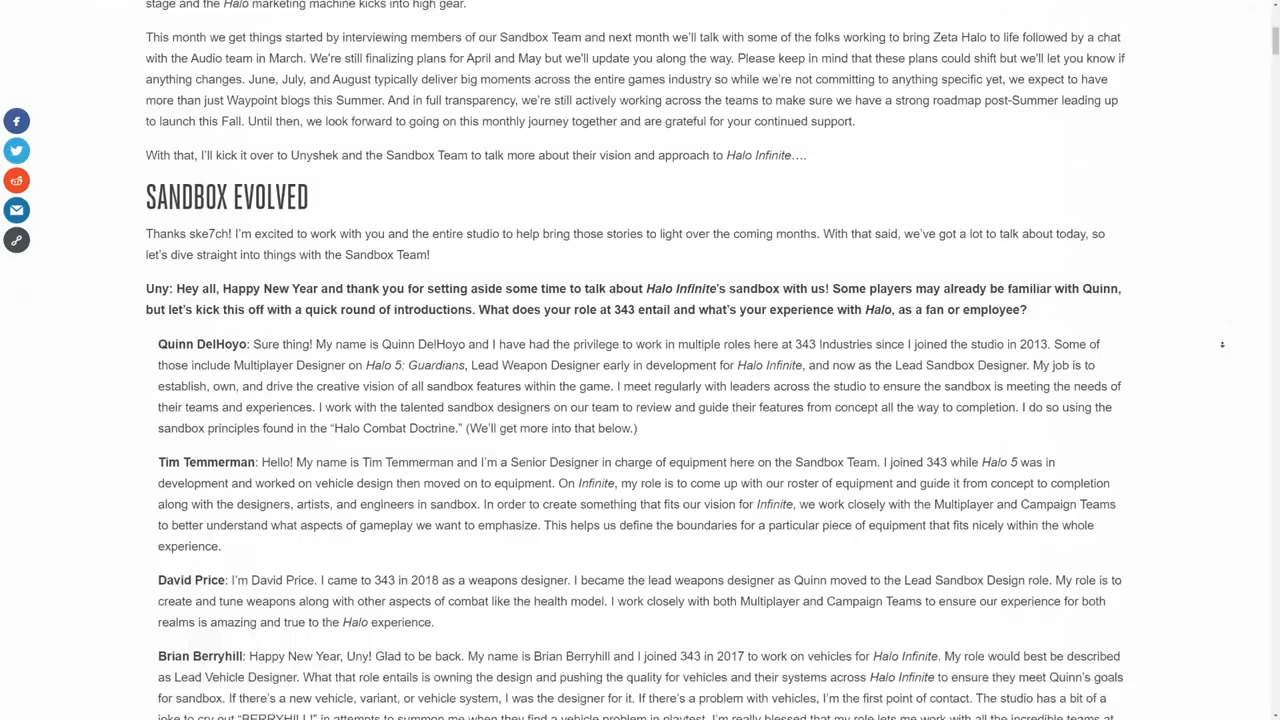 stage and the Halo marketing machine kicks into high gear.
This month we get things started by interviewing members of our Sandbox Team and next month we'll talk with some of the folks working to bring Zeta Halo to life followed by a chat
with the Audio team in March. We're still finalizing plans for April and May but we'll update you along the way. Please keep in mind that these plans could shift but we'll let you know if
anything changes. June, July, and August typically deliver big moments across the entire games industry so while we're not committing to anything specific yet, we expect to have
more than just Waypoint blogs this Summer. And in full transparency, we're still actively working across the teams to make sure we have a strong roadmap post-Summer leading up
to launch this Fall. Until then, we look forward to going on this monthly journey together and are grateful for your continued support.
With that, I'll kick it over to Unyshek and the Sandbox Team to talk more about their vision and approach to Halo Infinite….
SANDBOX EVOLVED
Thanks ske7ch! I'm excited to work with you and the entire studio to help bring those stories to light over the coming months. With that said, we've got a lot to talk about today, so
let's dive straight into things with the Sandbox Team!
Uny: Hey all, Happy New Year and thank you for setting aside some time to talk about Halo Infinite's sandbox with us! Some players may already be familiar with Quinn,
but let's kick this off with a quick round of introductions. What does your role at 343 entail and what's your experience with Halo, as a fan or employee?
Quinn DelHoyo: Sure thing! My name is Quinn DelHoyo and I have had the privilege to work in multiple roles here at 343 Industries since I joined the studio in 2013. Some of
those include Multiplayer Designer on Halo 5: Guardians, Lead Weapon Designer early in development for Halo Infinite, and now as the Lead Sandbox Designer. My job is to
establish, own, and drive the creative vision of all sandbox features within the game. I meet regularly with leaders across the studio to ensure the sandbox is meeting the needs of
their teams and experiences. I work with the talented sandbox designers on our team to review and guide their features from concept all the way to completion. I do so using the
sandbox principles found in the “Halo Combat Doctrine.” (We'll get more into that below.)
Tim Temmerman: Hello! My name is Tim Temmerman and I'm a Senior Designer in charge of equipment here on the Sandbox Team. I joined 343 while Halo 5 was in
development and worked on vehicle design then moved on to equipment. On Infinite, my role is to come up with our roster of equipment and guide it from concept to completion
along with the designers, artists, and engineers in sandbox. In order to create something that fits our vision for Infinite, we work closely with the Multiplayer and Campaign Teams
to better understand what aspects of gameplay we want to emphasize. This helps us define the boundaries for a particular piece of equipment that fits nicely within the whole
experience.
David Price: I'm David Price. I came to 343 in 2018 as a weapons designer. I became the lead weapons designer as Quinn moved to the Lead Sandbox Design role. My role is to
create and tune weapons along with other aspects of combat like the health model. I work closely with both Multiplayer and Campaign Teams to ensure our experience for both
realms is amazing and true to the Halo experience.
Brian Berryhill: Happy New Year, Uny! Glad to be back. My name is Brian Berryhill and I joined 343 in 2017 to work on vehicles for Halo Infinite. My role would best be described
as Lead Vehicle Designer. What that role entails is owning the design and pushing the quality for vehicles and their systems across Halo Infinite to ensure they meet Quinn's goals
for sandbox. If there's a new vehicle, variant, or vehicle system, I was the designer for it. If there's a problem with vehicles, I'm the first point of contact. The studio has a bit of a
joke to cry out “BERRYHILL!” in attempts to summon me when they find a vehicle problem in playtest. I'm really blessed that my role lets me work with all the incredible teams at